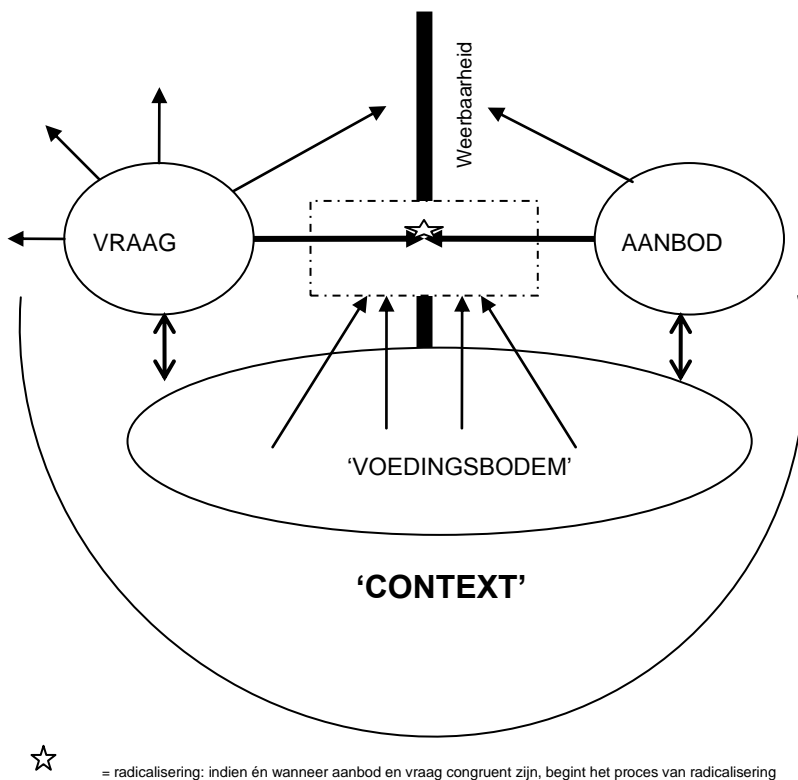 Weerbaarheid
VRAAG
AANBOD
‘VOEDINGSBODEM’
‘CONTEXT’
= radicalisering: indien én wanneer aanbod en vraag congruent zijn, begint het proces van radicalisering